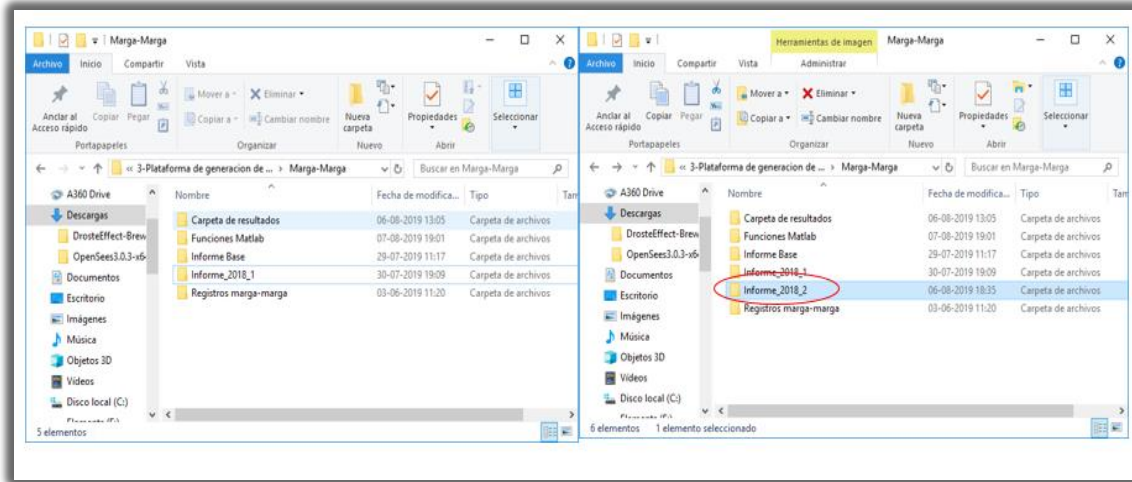 Marga-Marga
Archivo Inicio Compartir Vista
Anclar al Acceso rápido
Copiar Pegar
Mover a Eliminar
Copiar a Cambiar nombre
Nueva carpeta
Propiedades
Seleccionar
Portapapeles Organizar Nuevo Abrir
« 3-Plataforma de generacion de ... > Marga-Marga
Buscar en Marga-Marga
Nombre Fecha de modifica... Tipo Tam
A360 Drive
Descargas
DrosteEffect-Brew
OpenSees3.0.3-x6
Documentos
Escritorio
Imágenes
Música
Objetos 3D
Vídeos
Disco local (C:)
Carpeta de resultados 06-08-2019 13:05 Carpeta de archivos
Funciones Matlab 07-08-2019 19:01 Carpeta de archivos
Informe Base 29-07-2019 11:17 Carpeta de archivos
Informe_2018_1 30-07-2019 19:09 Carpeta de archivos
Registros marga-marga 03-06-2019 11:20 Carpeta de archivos
5 elementos
Herramientas de imagen Marga-Marga
Archivo Inicio Compartir Vista Administrar
Anclar al Acceso rápido
Copiar Pegar
Mover a Eliminar
Copiar a Cambiar nombre
Nueva carpeta
Propiedades
Seleccionar
Portapapeles Organizar Nuevo Abrir
« 3-Plataforma de generacion de ... > Marga-Marga
Buscar en Marga-Marga
Nombre Fecha de modifica... Tipo Tam
A360 Drive
Descargas
DrosteEffect-Brew
OpenSees3.0.3-x6
Documentos
Escritorio
Imágenes
Música
Objetos 3D
Vídeos
Disco local (C:)
Carpeta de resultados 06-08-2019 13:05 Carpeta de archivos
Funciones Matlab 07-08-2019 19:01 Carpeta de archivos
Informe Base 29-07-2019 11:17 Carpeta de archivos
Informe_2018_1 30-07-2019 19:09 Carpeta de archivos
Informe_2018_2 06-08-2019 18:35 Carpeta de archivos
Registros marga-marga 03-06-2019 11:20 Carpeta de archivos
6 elementos 1 elemento seleccionado